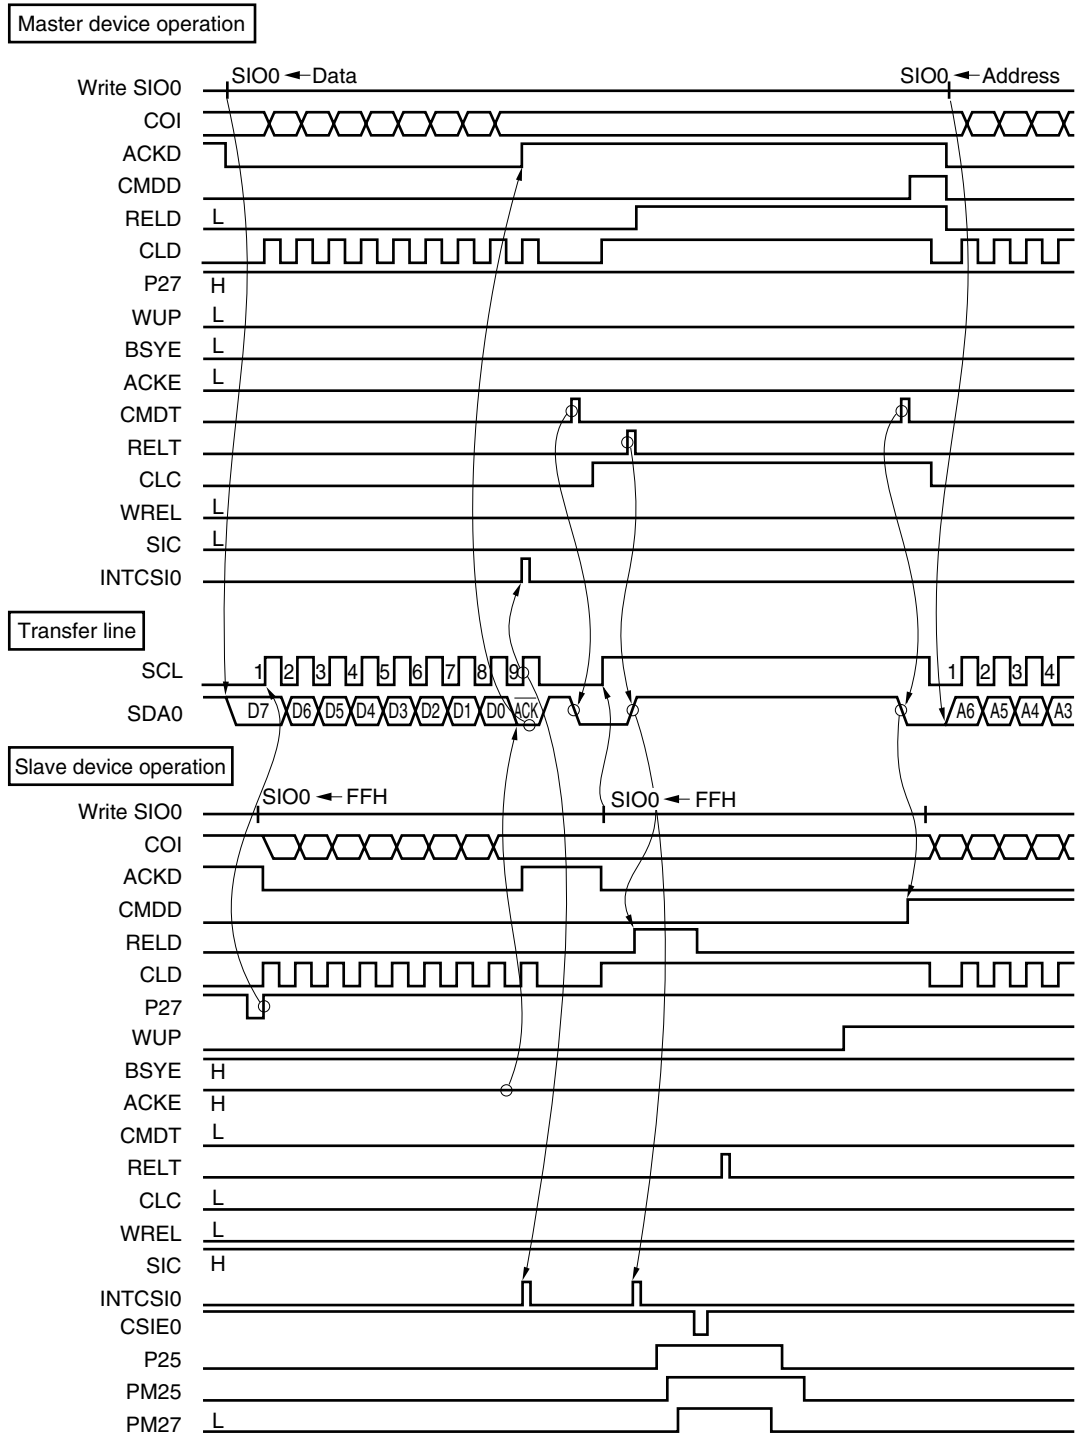 Master device operation
SIO0 ← Data
SIO0 ← Address
Write SIO0
COI
ACKD
CMDD
RELD L
CLD
P27 H
WUP L
BSYE L
ACKE L
CMDT
RELT
CLC
WREL L
SIC L
INTCSI0
Transfer line
SCL 1 2 3 4 5 6 7 8 9 1 2 3 4
SDA0 D7 D6 D5 D4 D3 D2 D1 D0 ACK A6 A5 A4 A3
Slave device operation
SIO0 ← FFH
SIO0 ← FFH
Write SIO0
COI
ACKD
CMDD
RELD
CLD
P27
WUP
BSYE H
ACKE H
CMDT L
RELT
CLC L
WREL L
SIC H
INTCSI0
CSIE0
P25
PM25
PM27 L